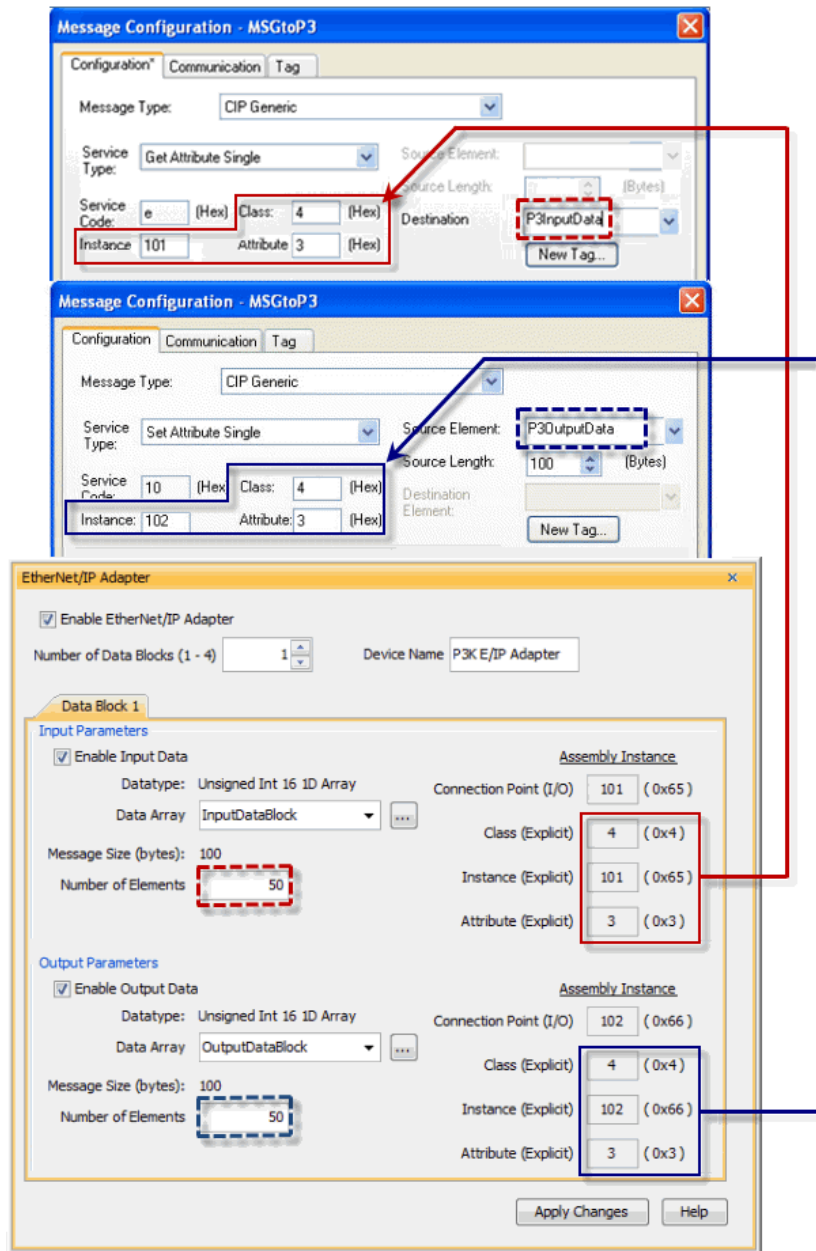 Message Configuration - MSGtoP3
Configuration* Communication Tag
Message Type: CIP Generic
Service Type: Get Attribute Single Source Element:
Source Length: (Bytes)
Service Code: e (Hex) Class: 4 (Hex) Destination P3InputData
Instance 101 Attribute 3 (Hex)
New Tag...
Message Configuration - MSGtoP3
Configuration Communication Tag
Message Type: CIP Generic
Service Type: Set Attribute Single Source Element: P3OutputData
Source Length: 100 (Bytes)
Service Code: 10 (Hex Class: 4 (Hex) Destination Element:
Instance: 102 Attribute: 3 (Hex)
New Tag...
EtherNet/IP Adapter
Enable EtherNet/IP Adapter
Number of Data Blocks (1 - 4) 1 Device Name P3K E/IP Adapter
Data Block 1
Input Parameters
Enable Input Data Assembly Instance
Datatype: Unsigned Int 16 1D Array Connection Point (I/O) 101 (0x65)
Data Array InputDataBlock ... Class (Explicit) 4 (0x4)
Message Size (bytes): 100
Number of Elements 50 Instance (Explicit) 101 (0x65)
Attribute (Explicit) 3 (0x3)
Output Parameters
Enable Output Data Assembly Instance
Datatype: Unsigned Int 16 1D Array Connection Point (I/O) 102 (0x66)
Data Array OutputDataBlock ... Class (Explicit) 4 (0x4)
Message Size (bytes): 100
Number of Elements 50 Instance (Explicit) 102 (0x66)
Attribute (Explicit) 3 (0x3)
Apply Changes Help